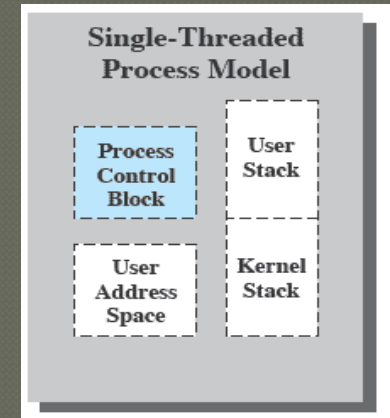 Single-Threaded
Process Model
Process
Control
Block
User
Stack
User
Address
Space
Kernel
Stack